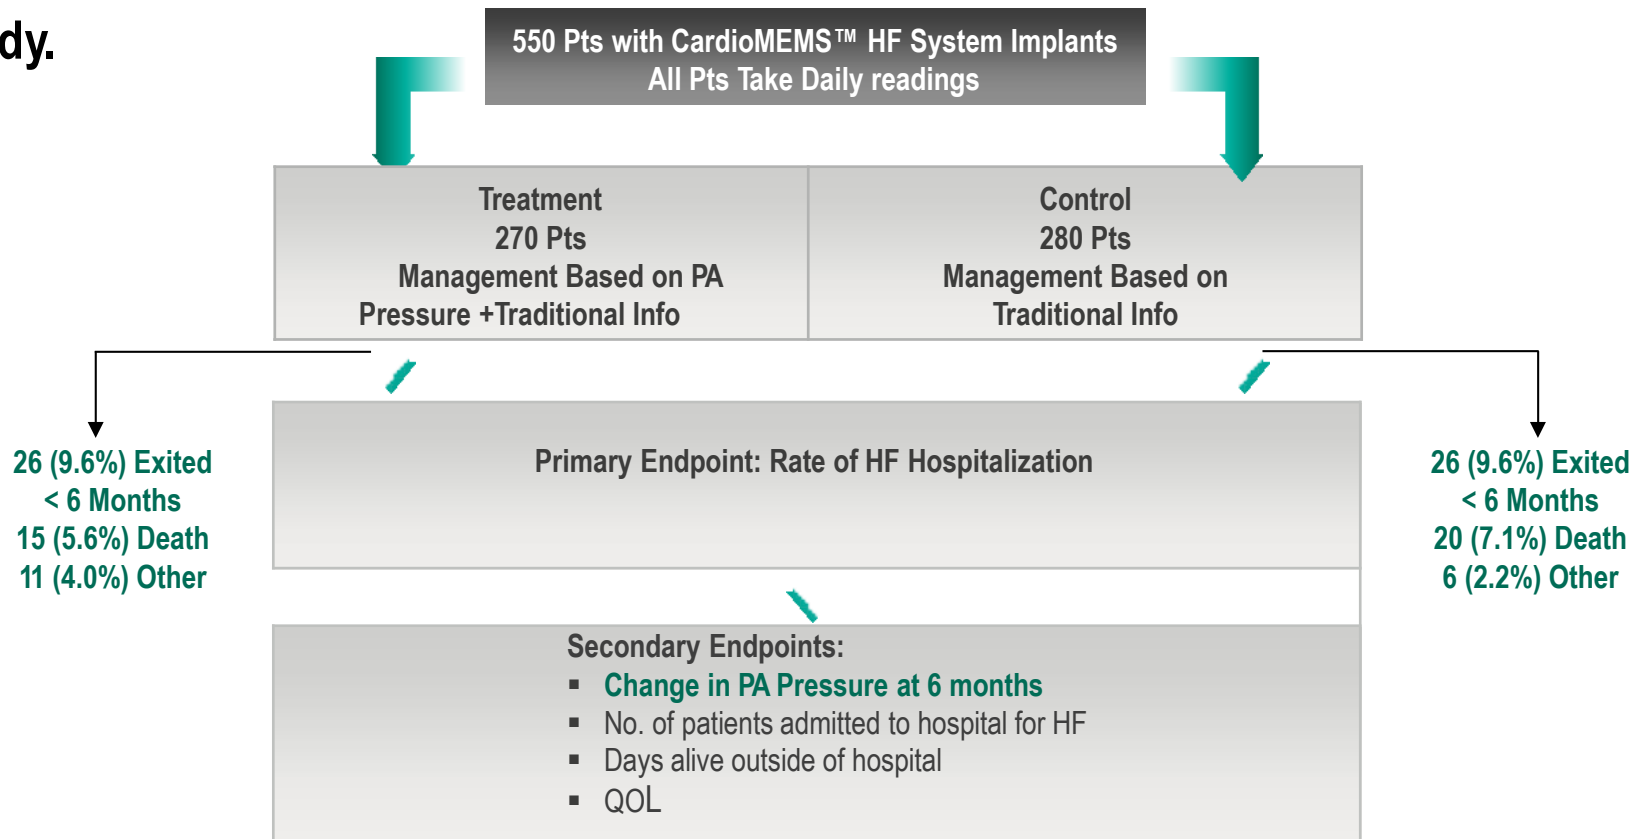 dy.
550 Pts with CardioMEMS™ HF System Implants
All Pts Take Daily readings
Treatment
270 Pts
Management Based on PA
Pressure +Traditional Info
Control
280 Pts
Management Based on
Traditional Info
26 (9.6%) Exited
< 6 Months
15 (5.6%) Death
11 (4.0%) Other
Primary Endpoint: Rate of HF Hospitalization
26 (9.6%) Exited
< 6 Months
20 (7.1%) Death
6 (2.2%) Other
Secondary Endpoints:
▪ Change in PA Pressure at 6 months
▪ No. of patients admitted to hospital for HF
▪ Days alive outside of hospital
▪ QOL